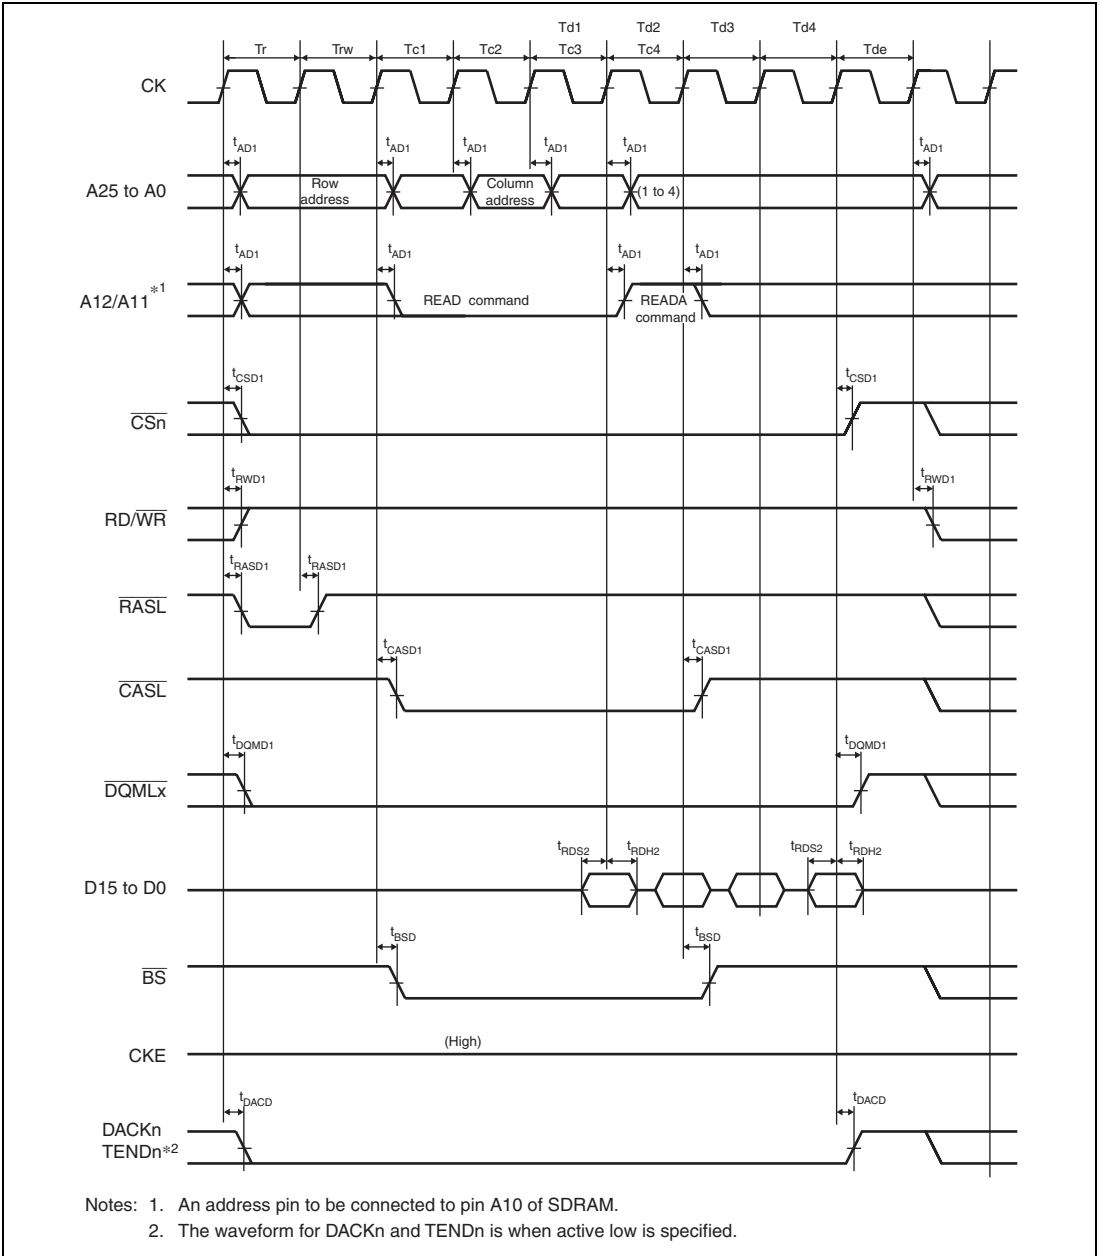 Td1 Td2 Td3 Td4
Tr Trw Tc1 Tc2 Tc3 Tc4 Tde
CK
tAD1 tAD1 tAD1 tAD1 tAD1 tAD1
A25 to A0
Row address
Column address
(1 to 4)
tAD1 tAD1 tAD1 tAD1
A12/A11*1
READ command
READA command
tCSD1 tCSD1
CSn
tRWD1 tRWD1
RD/WR
tRASD1 tRASD1
RASL
tCASD1 tCASD1
CASL
tDQMD1 tDQMD1
DQMLx
tRDS2 tRDH2 tRDS2 tRDH2
D15 to D0
tBSD tBSD
BS
(High)
CKE
tDACD tDACD
DACKn
TENDn*2
Notes: 1. An address pin to be connected to pin A10 of SDRAM.
2. The waveform for DACKn and TENDn is when active low is specified.